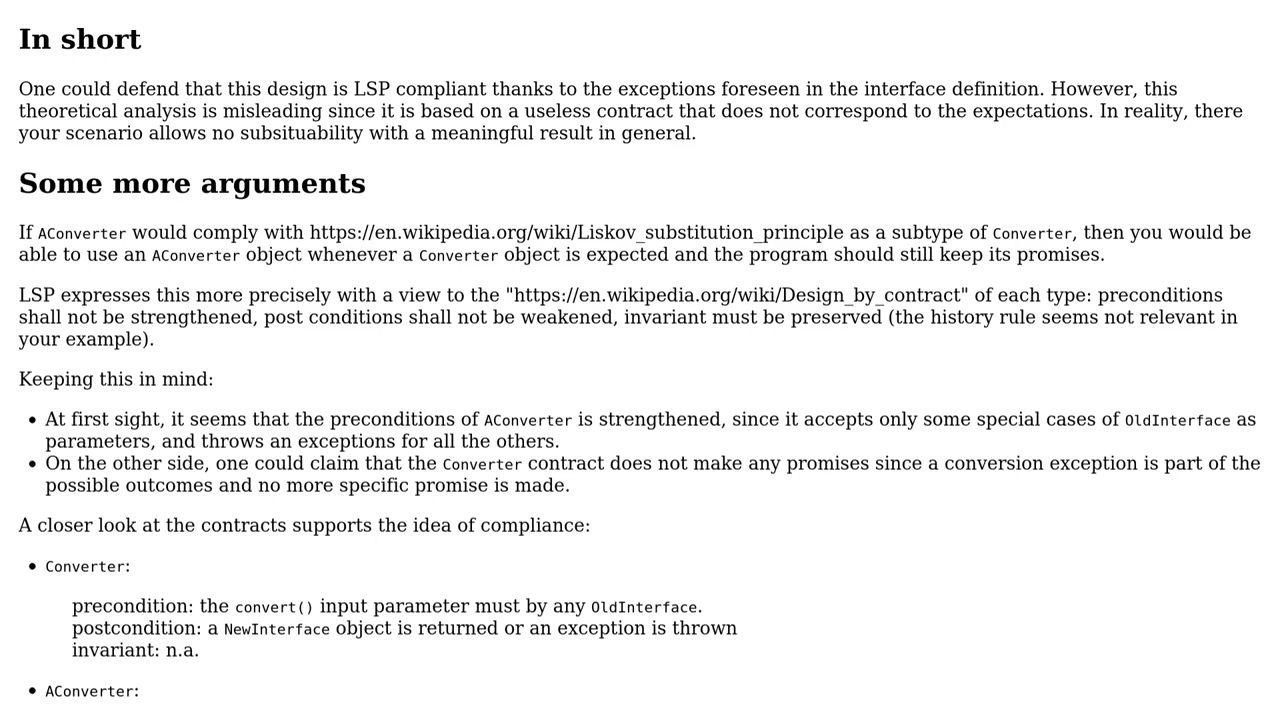 In short
One could defend that this design is LSP compliant thanks to the exceptions foreseen in the interface definition. However, this
theoretical analysis is misleading since it is based on a useless contract that does not correspond to the expectations. In reality, there
your scenario allows no subsituability with a meaningful result in general.
Some more arguments
If AConverter would comply with https://en.wikipedia.org/wiki/Liskov_substitution_principle as a subtype of Converter, then you would be
able to use an AConverter object whenever a Converter object is expected and the program should still keep its promises.
LSP expresses this more precisely with a view to the "https://en.wikipedia.org/wiki/Design_by_contract" of each type: preconditions
shall not be strengthened, post conditions shall not be weakened, invariant must be preserved (the history rule seems not relevant in
your example).
Keeping this in mind:
• At first sight, it seems that the preconditions of AConverter is strengthened, since it accepts only some special cases of OldInterface as
parameters, and throws an exceptions for all the others.
• On the other side, one could claim that the Converter contract does not make any promises since a conversion exception is part of the
possible outcomes and no more specific promise is made.
A closer look at the contracts supports the idea of compliance:
• Converter:
precondition: the convert() input parameter must by any OldInterface.
postcondition: a NewInterface object is returned or an exception is thrown
invariant: n.a.
• AConverter: